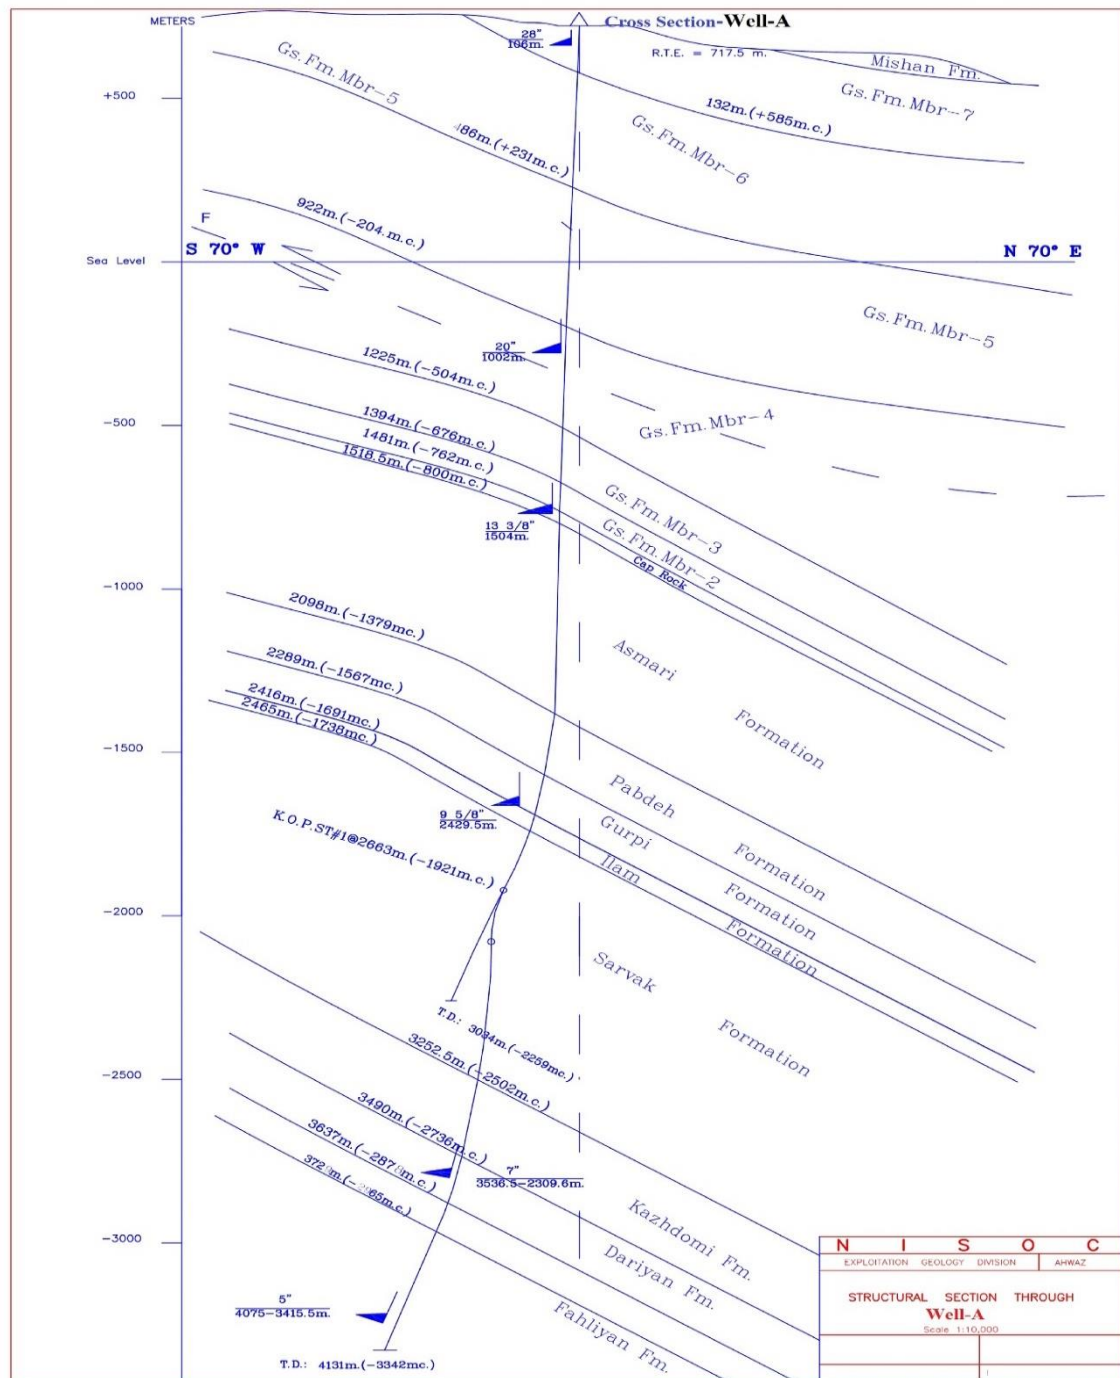 METERS
Cross Section-Well-A
28"
106m.
R.T.E. = 717.5 m.
Mishan Fm.
Gs.Fm.Mbr-5
Gs.Fm.Mbr-7
+500
132m.(+585m.c.)
Gs.Fm.Mbr-6
486m.(+231m.c.)
922m.(-204.m.c.)
F
S 70° W
N 70° E
Sea Level
Gs.Fm.Mbr-5
20"
1002m.
1225m.(-504m.c.)
Gs.Fm.Mbr-4
-500
1394m.(-676m.c.)
1481m.(-762m.c.)
1518.5m.(-800m.c.)
Gs.Fm.Mbr-3
13 3/8"
1504m.
Gs.Fm.Mbr-2
Cap Rock
-1000
2098m.(-1379mc.)
Asmari
Formation
2289m.(-1567mc.)
2416m.(-1691mc.)
2465m.(-1738mc.)
-1500
Pabdeh
Formation
9 5/8"
2429.5m.
Gurpi
Formation
K.O.P.ST#1@2663m.(-1921m.c.)
Ilam
Formation
-2000
Sarvak
Formation
T.D.: 3034m.(-2259mc.)
3252.5m.(-2502m.c.)
-2500
3490m.(-2736m.c.)
3637m.(-2878m.c.)
7"
3536.5-2309.6m.
Kazhdomi Fm.
-3000
Dariyan Fm.
5"
4075-3415.5m.
Fahliyan Fm.
T.D.: 4131m.(-3342mc.)
N I S O C
EXPLOITATION GEOLOGY DIVISION AHWAZ
STRUCTURAL SECTION THROUGH
Well-A
Scale 1:10,000